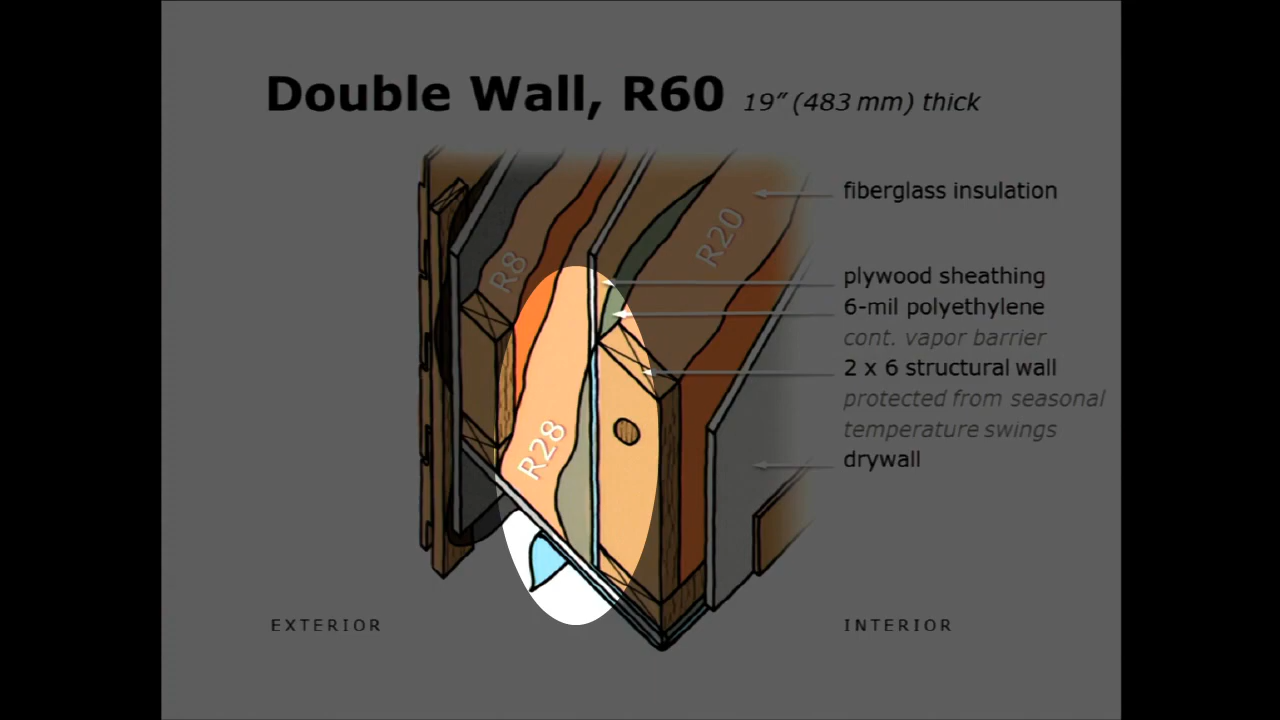 Double Wall, R60 19″ (483 mm) thick
fiberglass insulation
R20
R8
plywood sheathing
6-mil polyethylene
cont. vapor barrier
2 x 6 structural wall
protected from seasonal
temperature swings
R28
drywall
EXTERIOR
INTERIOR